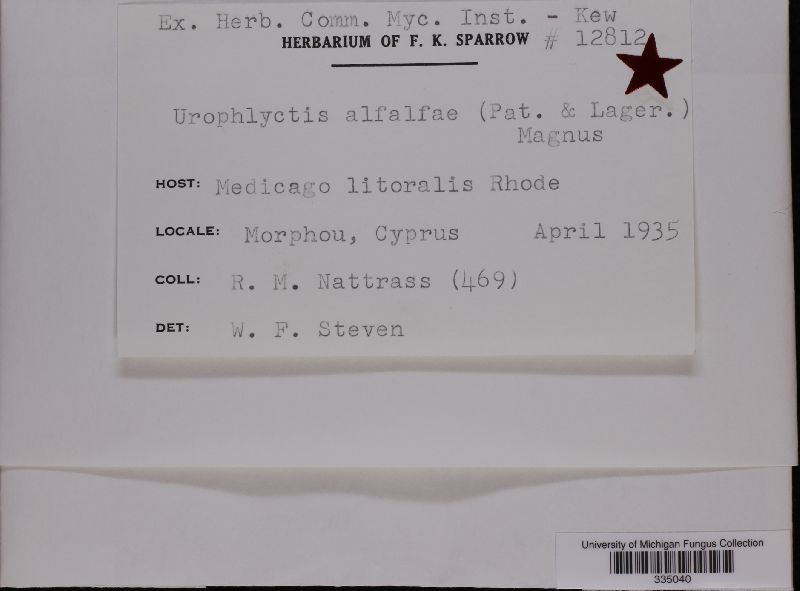 Ex. Herb. Comm. Myc. Inst. - Kew
HERBARIUM OF F. K. SPARROW # 12812
Urophlyctis alfalfae (Pat. & Lager.)
Magnus
HOST: Medicago litoralis Rhode
LOCALE: Morphou, Cyprus April 1935
COLL: R. M. Nattrass (469)
DET: W. F. Steven
University of Michigan Fungus Collection
335040